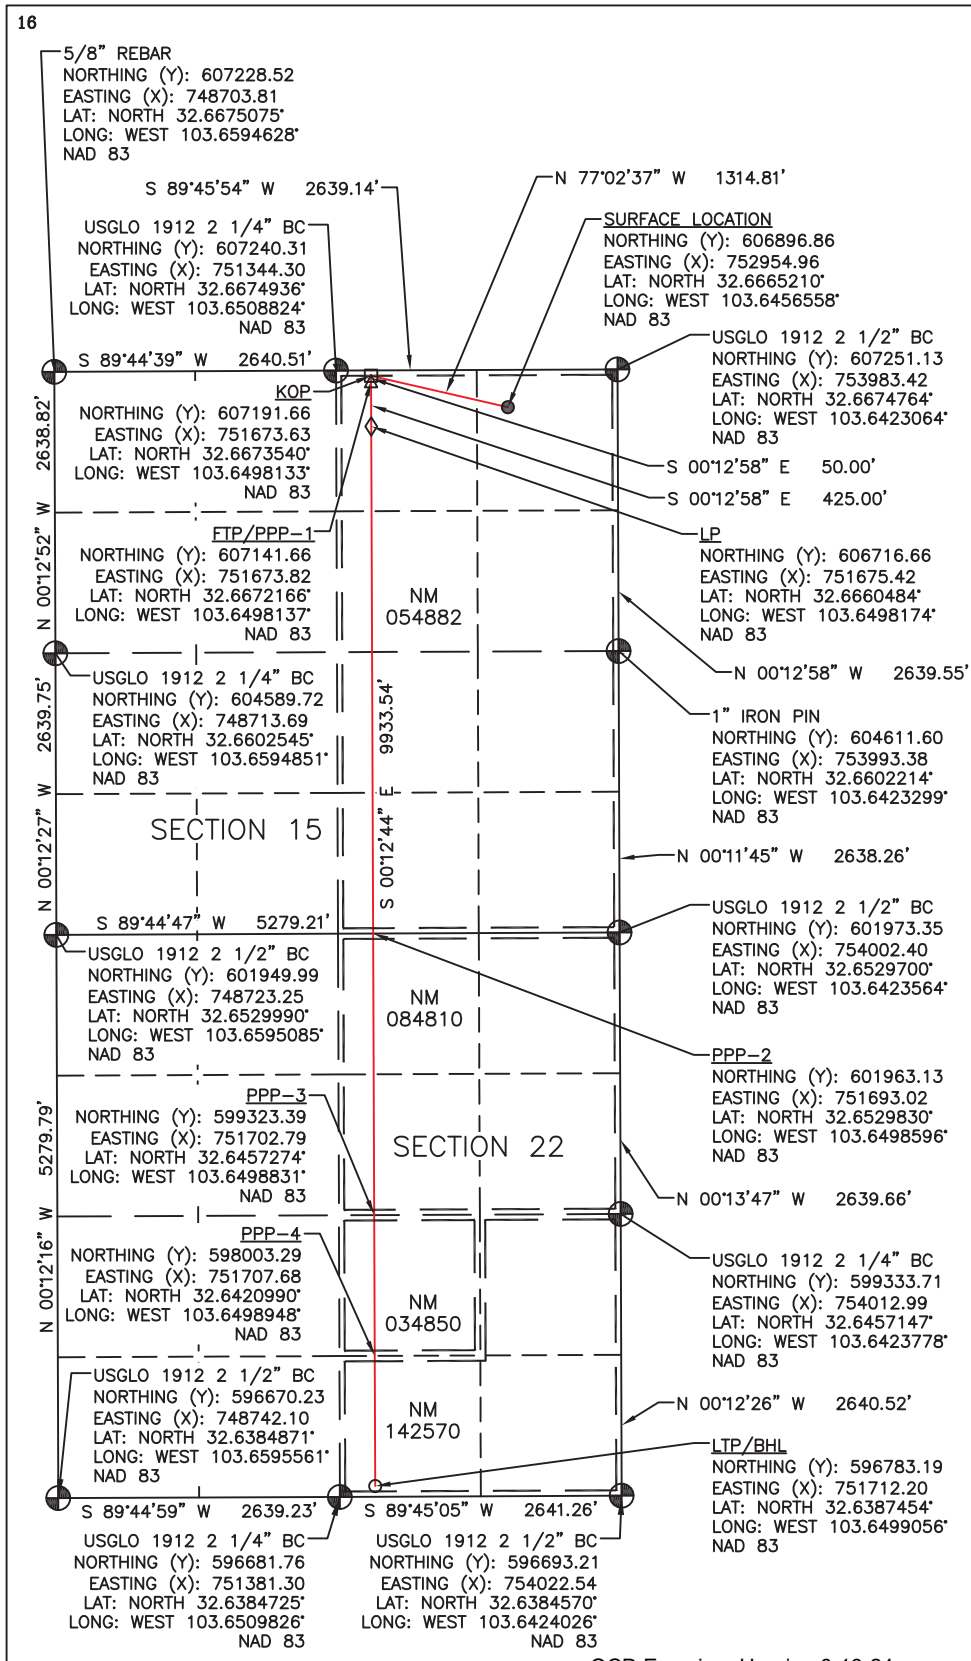 16
5/8” REBAR
NORTHING (Y): 607228.52
EASTING (X): 748703.81
LAT: NORTH 32.6675075°
LONG: WEST 103.6594628°
NAD 83
S 89°45'54” W 2639.14'
N 77°02'37” W 1314.81'
USGLO 1912 2 1/4” BC
NORTHING (Y): 607240.31
EASTING (X): 751344.30
LAT: NORTH 32.6674936°
LONG: WEST 103.6508824°
NAD 83
SURFACE LOCATION
NORTHING (Y): 606896.86
EASTING (X): 752954.96
LAT: NORTH 32.6665210°
LONG: WEST 103.6456558°
NAD 83
USGLO 1912 2 1/2” BC
NORTHING (Y): 607251.13
EASTING (X): 753983.42
LAT: NORTH 32.6674764°
LONG: WEST 103.6423064°
NAD 83
S 89°44'39” W 2640.51'
KOP
NORTHING (Y): 607191.66
EASTING (X): 751673.63
LAT: NORTH 32.6673540°
LONG: WEST 103.6498133°
NAD 83
S 00°12'58” E 50.00'
S 00°12'58” E 425.00'
N 00°12'52” W 2638.82'
FTP/PPP-1
NORTHING (Y): 607141.66
EASTING (X): 751673.82
LAT: NORTH 32.6672166°
LONG: WEST 103.6498137°
NAD 83
LP
NORTHING (Y): 606716.66
EASTING (X): 751675.42
LAT: NORTH 32.6660484°
LONG: WEST 103.6498174°
NAD 83
NM
054882
N 00°12'58” W 2639.55'
USGLO 1912 2 1/4” BC
NORTHING (Y): 604589.72
EASTING (X): 748713.69
LAT: NORTH 32.6602545°
LONG: WEST 103.6594851°
NAD 83
1” IRON PIN
NORTHING (Y): 604611.60
EASTING (X): 753993.38
LAT: NORTH 32.6602214°
LONG: WEST 103.6423299°
NAD 83
N 00°12'27” W 2639.75'
S 00°12'44” E 9933.54'
SECTION 15
N 00°11'45” W 2638.26'
S 89°44'47” W 5279.21'
USGLO 1912 2 1/2” BC
NORTHING (Y): 601949.99
EASTING (X): 748723.25
LAT: NORTH 32.6529990°
LONG: WEST 103.6595085°
NAD 83
USGLO 1912 2 1/2” BC
NORTHING (Y): 601973.35
EASTING (X): 754002.40
LAT: NORTH 32.6529700°
LONG: WEST 103.6423564°
NAD 83
NM
084810
PPP-2
NORTHING (Y): 601963.13
EASTING (X): 751693.02
LAT: NORTH 32.6529830°
LONG: WEST 103.6498596°
NAD 83
PPP-3
NORTHING (Y): 599323.39
EASTING (X): 751702.79
LAT: NORTH 32.6457274°
LONG: WEST 103.6498831°
NAD 83
SECTION 22
N 00°13'47” W 2639.66'
N 00°12'16” W 5279.79'
PPP-4
NORTHING (Y): 598003.29
EASTING (X): 751707.68
LAT: NORTH 32.6420990°
LONG: WEST 103.6498948°
NAD 83
USGLO 1912 2 1/4” BC
NORTHING (Y): 599333.71
EASTING (X): 754012.99
LAT: NORTH 32.6457147°
LONG: WEST 103.6423778°
NAD 83
NM
034850
USGLO 1912 2 1/2” BC
NORTHING (Y): 596670.23
EASTING (X): 748742.10
LAT: NORTH 32.6384871°
LONG: WEST 103.6595561°
NAD 83
NM
142570
N 00°12'26” W 2640.52'
LTP/BHL
NORTHING (Y): 596783.19
EASTING (X): 751712.20
LAT: NORTH 32.6387454°
LONG: WEST 103.6499056°
NAD 83
S 89°44'59” W 2639.23'
S 89°45'05” W 2641.26'
USGLO 1912 2 1/4” BC
NORTHING (Y): 596681.76
EASTING (X): 751381.30
LAT: NORTH 32.6384725°
LONG: WEST 103.6509826°
NAD 83
USGLO 1912 2 1/2” BC
NORTHING (Y): 596693.21
EASTING (X): 754022.54
LAT: NORTH 32.6384570°
LONG: WEST 103.6424026°
NAD 83